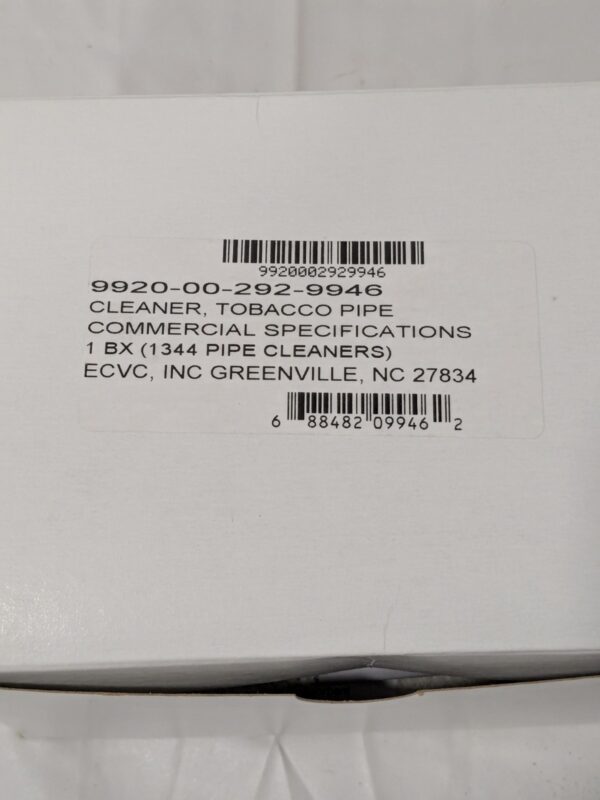 9920002929946
9920-00-292-9946
CLEANER, TOBACCO PIPE
COMMERCIAL SPECIFICATIONS
1 BX (1344 PIPE CLEANERS)
ECVC, INC GREENVILLE, NC 27834
6 88482 09946 2